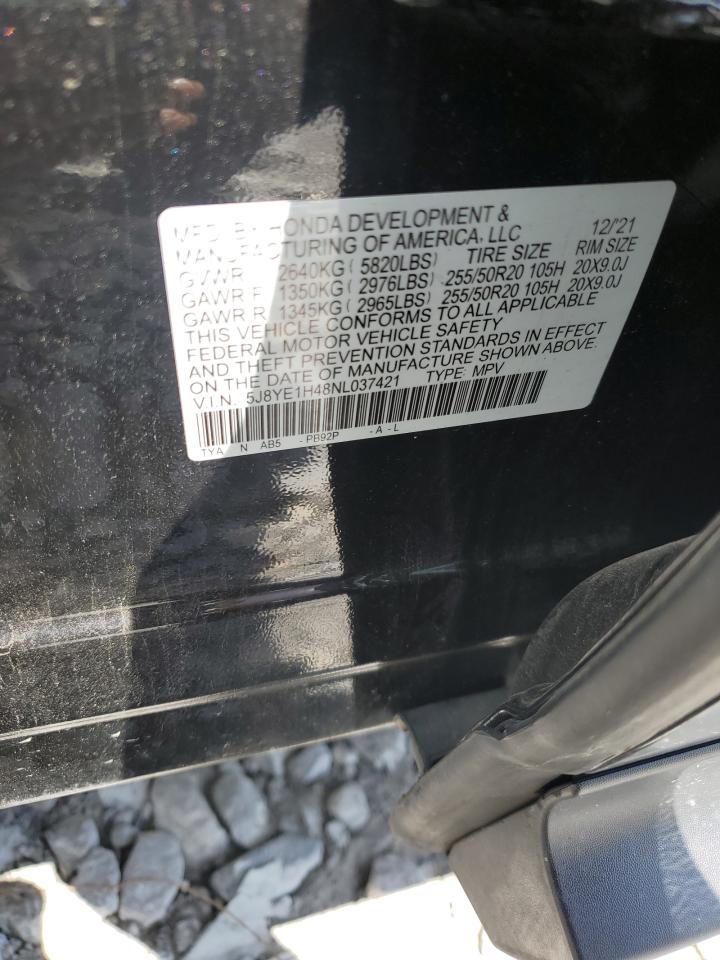 MFD. BY HONDA DEVELOPMENT & 12/21
MANUFACTURING OF AMERICA, LLC
GVWR 2640KG ( 5820LBS) TIRE SIZE RIM SIZE
GAWR F 1350KG ( 2976LBS) 255/50R20 105H 20X9.0J
GAWR R 1345KG ( 2965LBS) 255/50R20 105H 20X9.0J
THIS VEHICLE CONFORMS TO ALL APPLICABLE
FEDERAL MOTOR VEHICLE SAFETY
AND THEFT PREVENTION STANDARDS IN EFFECT
ON THE DATE OF MANUFACTURE SHOWN ABOVE.
V.I.N. 5J8YE1H48NL037421 TYPE: MPV
TYA N AB5 - PB92P - A - L